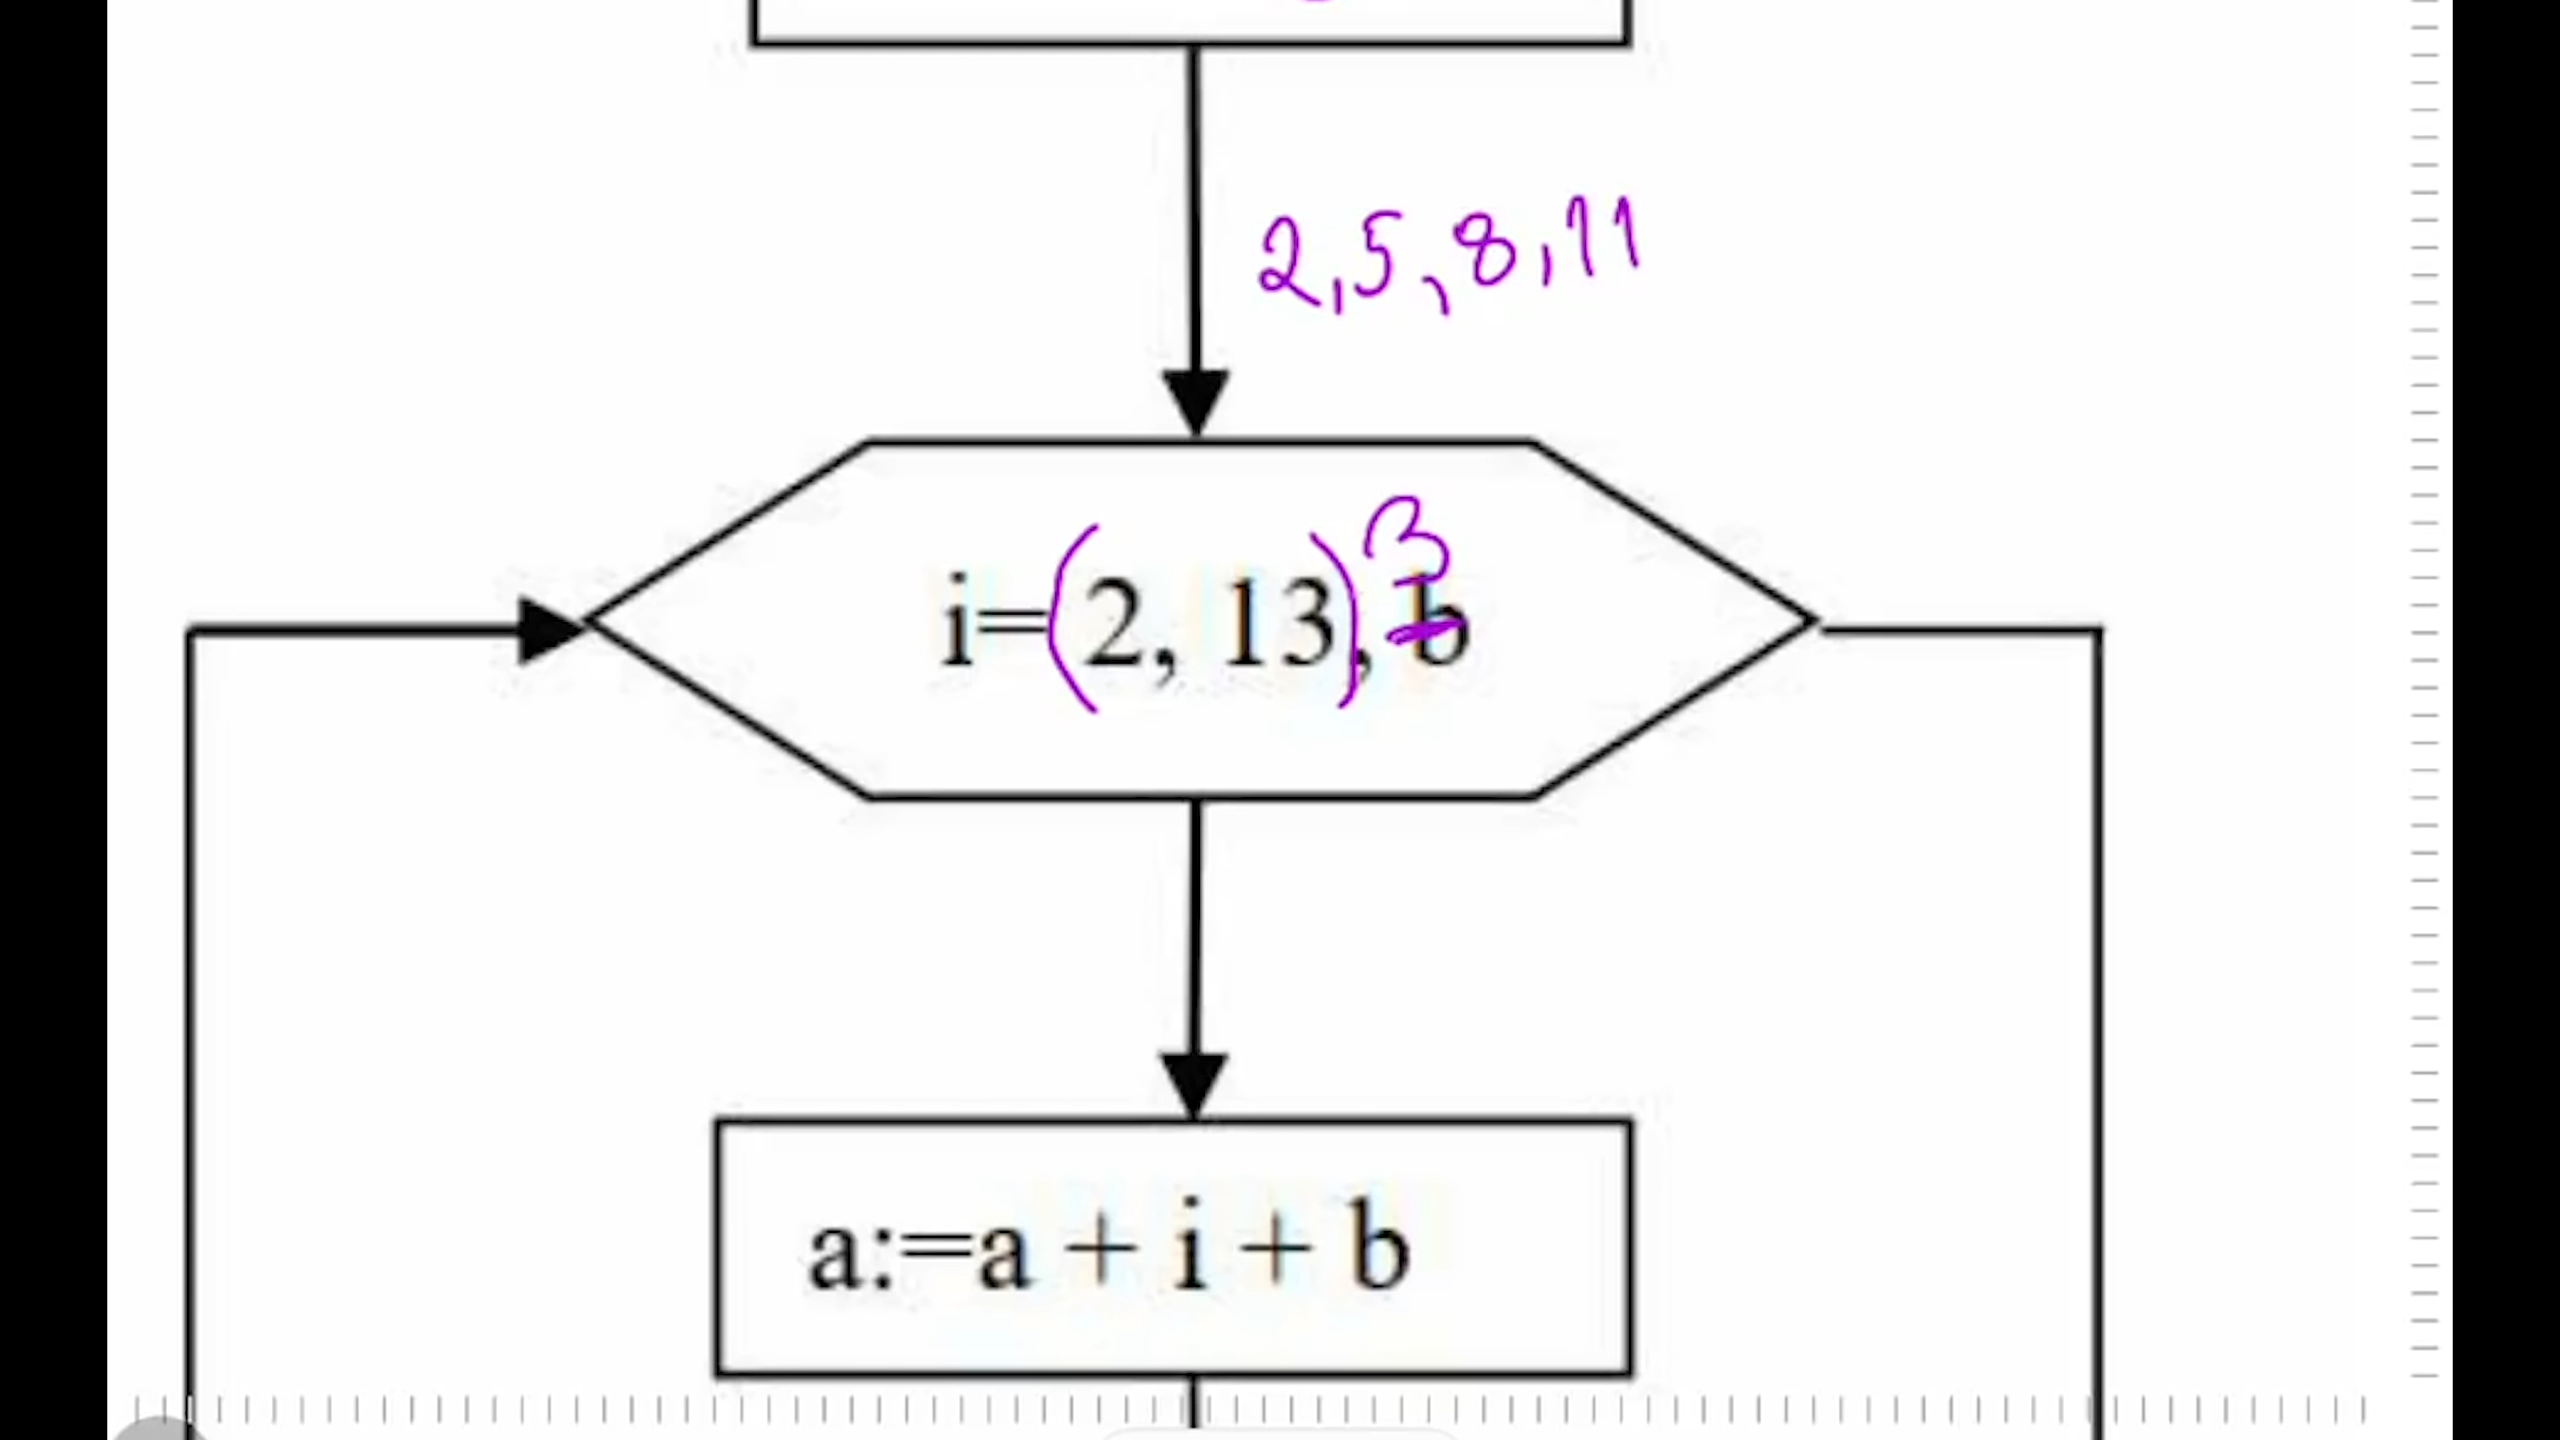 2,5,8,11
3
i=(2, 13), b
a:=a + i + b